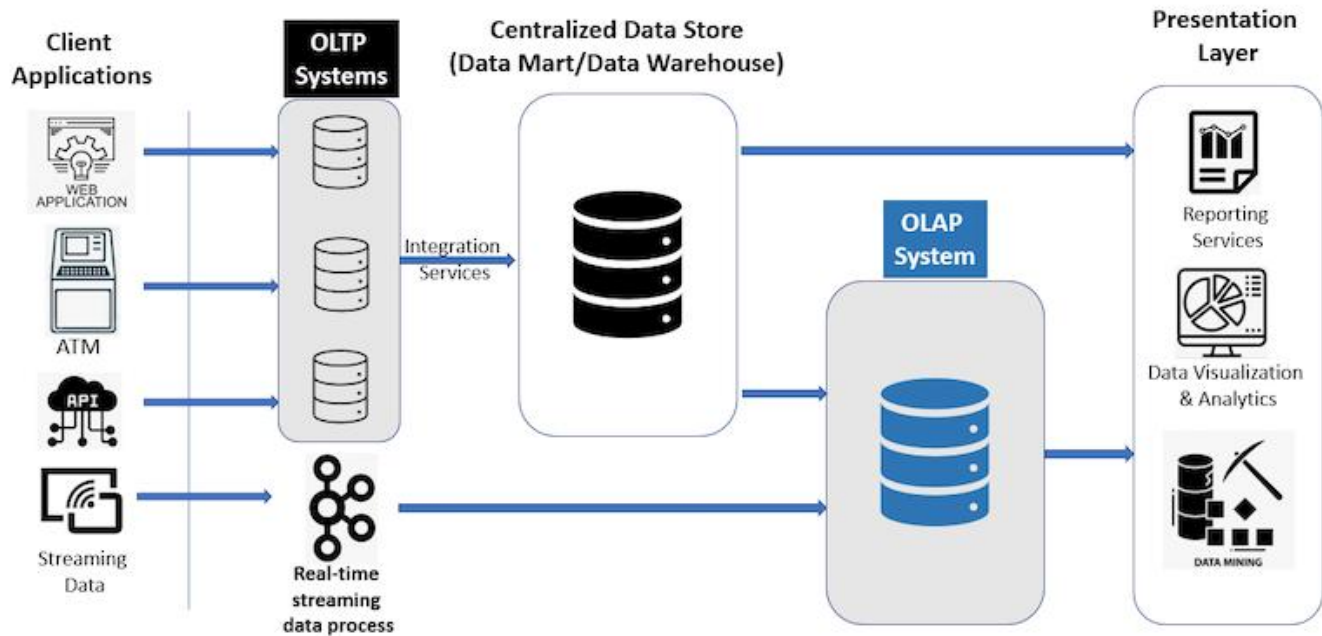 Client
Applications
WEB
APPLICATION
ATM
API
Streaming
Data
OLTP
Systems
Integration
Services
Real-time
streaming
data process
Centralized Data Store
(Data Mart/Data Warehouse)
OLAP
System
Presentation
Layer
Reporting
Services
Data Visualization
& Analytics
DATA MINING